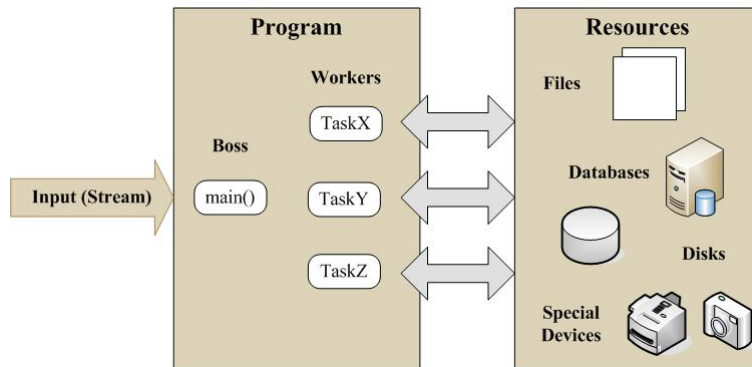 Program
Resources
Workers
Files
TaskX
Boss
Databases
Input (Stream)
main()
TaskY
Disks
TaskZ
Special
Devices